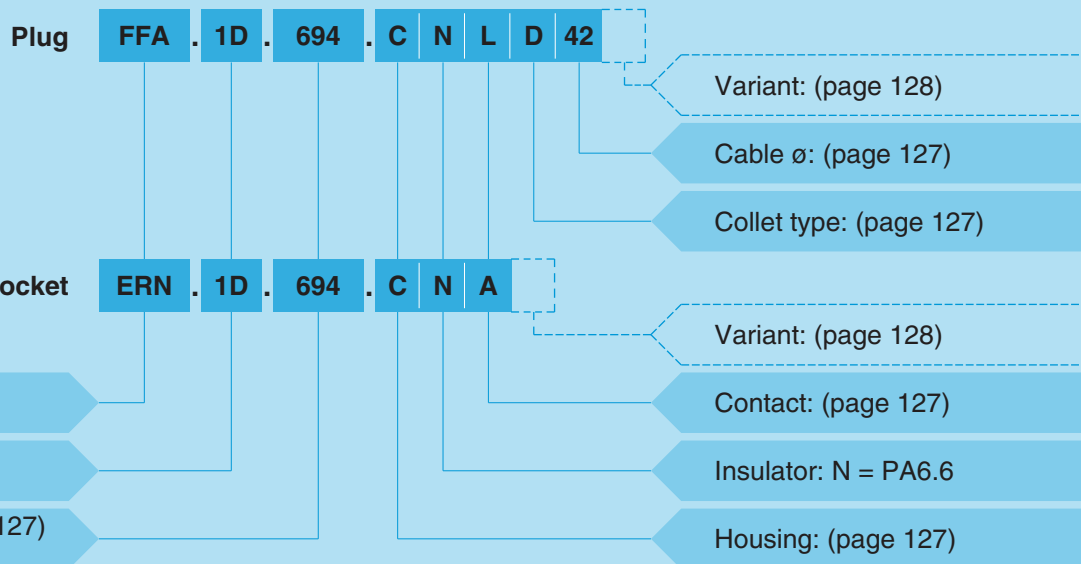 Plug FFA . 1D . 694 . C N L D 42
Variant: (page 128)
Cable ø: (page 127)
Collet type: (page 127)
ocket ERN . 1D . 694 . C N A
Variant: (page 128)
Contact: (page 127)
Insulator: N = PA6.6
127)
Housing: (page 127)